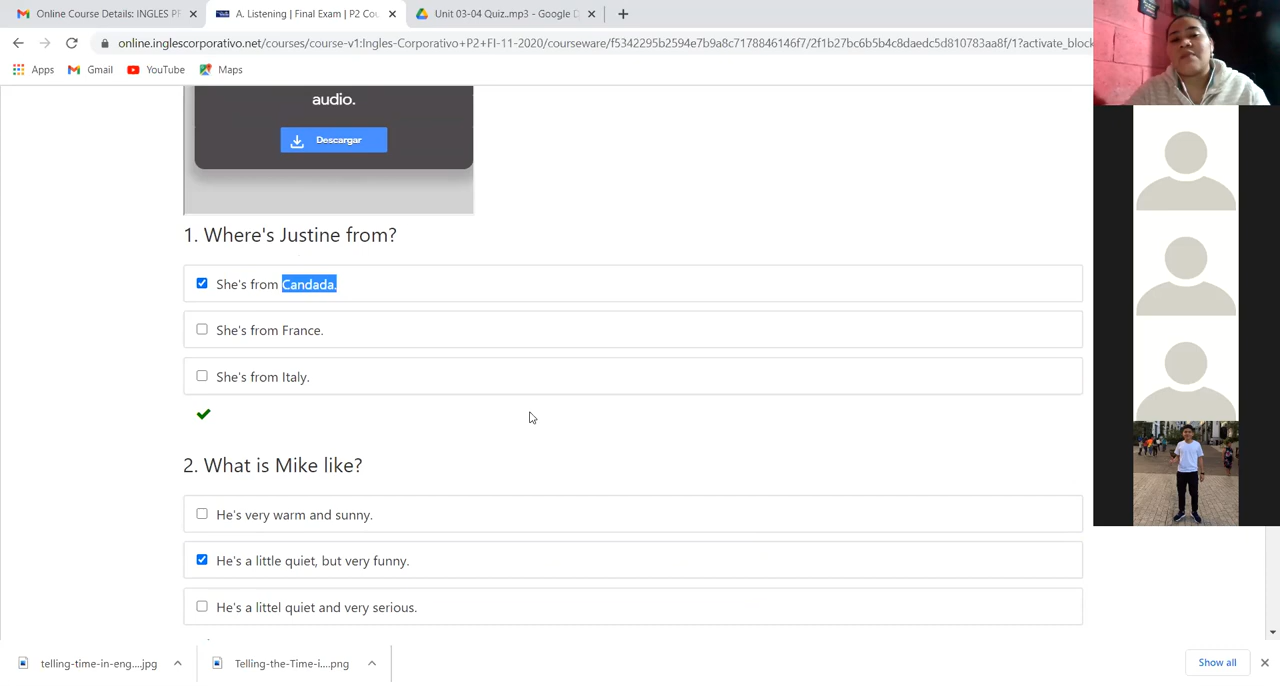 Online Course Details: INGLES PF
A. Listening | Final Exam | P2 Cou
Unit 03-04 Quiz..mp3 - Google D
online.inglescorporativo.net/courses/course-v1:Ingles-Corporativo+P2+FI-11-2020/courseware/f5342295b2594e7b9a8c7178846146f7/2f1b27bc6b5b4c8daedc5d810783aa8f/1?activate_block
Apps Gmail YouTube Maps
audio.
Descargar
1. Where's Justine from?
She's from Candada.
She's from France.
She's from Italy.
2. What is Mike like?
He's very warm and sunny.
He's a little quiet, but very funny.
He's a littel quiet and very serious.
telling-time-in-eng....jpg
Telling-the-Time-i....png
Show all